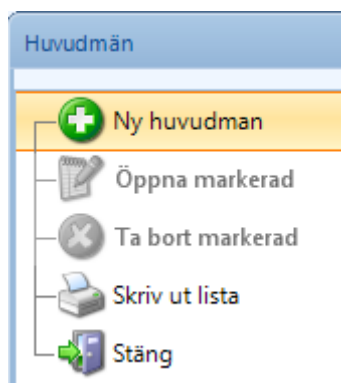 Huvudmän
Ny huvudman
Öppna markerad
Ta bort markerad
Skriv ut lista
Stäng